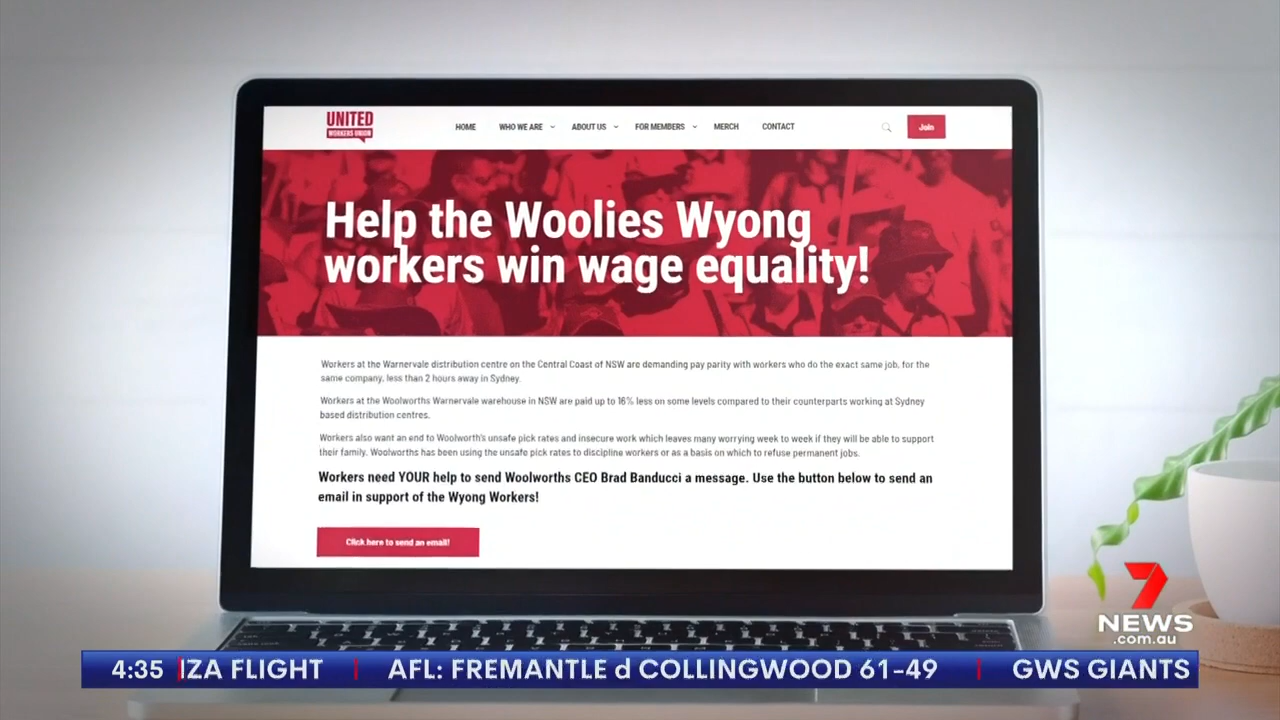 UNITED
WORKERS UNION
HOME WHO WE ARE ABOUT US FOR MEMBERS MERCH CONTACT
Join
Help the Woolies Wyong
workers win wage equality!
Workers at the Warnervale distribution centre on the Central Coast of NSW are demanding pay parity with workers who do the exact same job, for the
same company, less than 2 hours away in Sydney.
Workers at the Woolworths Warnervale warehouse in NSW are paid up to 16% less on some levels compared to their counterparts working at Sydney
based distribution centres.
Workers also want an end to Woolworth's unsafe pick rates and insecure work which leaves many worrying week to week if they will be able to support
their family. Woolworths has been using the unsafe pick rates to discipline workers or as a basis on which to refuse permanent jobs.
Workers need YOUR help to send Woolworths CEO Brad Banducci a message. Use the button below to send an
email in support of the Wyong Workers!
Click here to send an email!
7
NEWS
.com.au
4:35 IZA FLIGHT | AFL: FREMANTLE d COLLINGWOOD 61-49 | GWS GIANTS